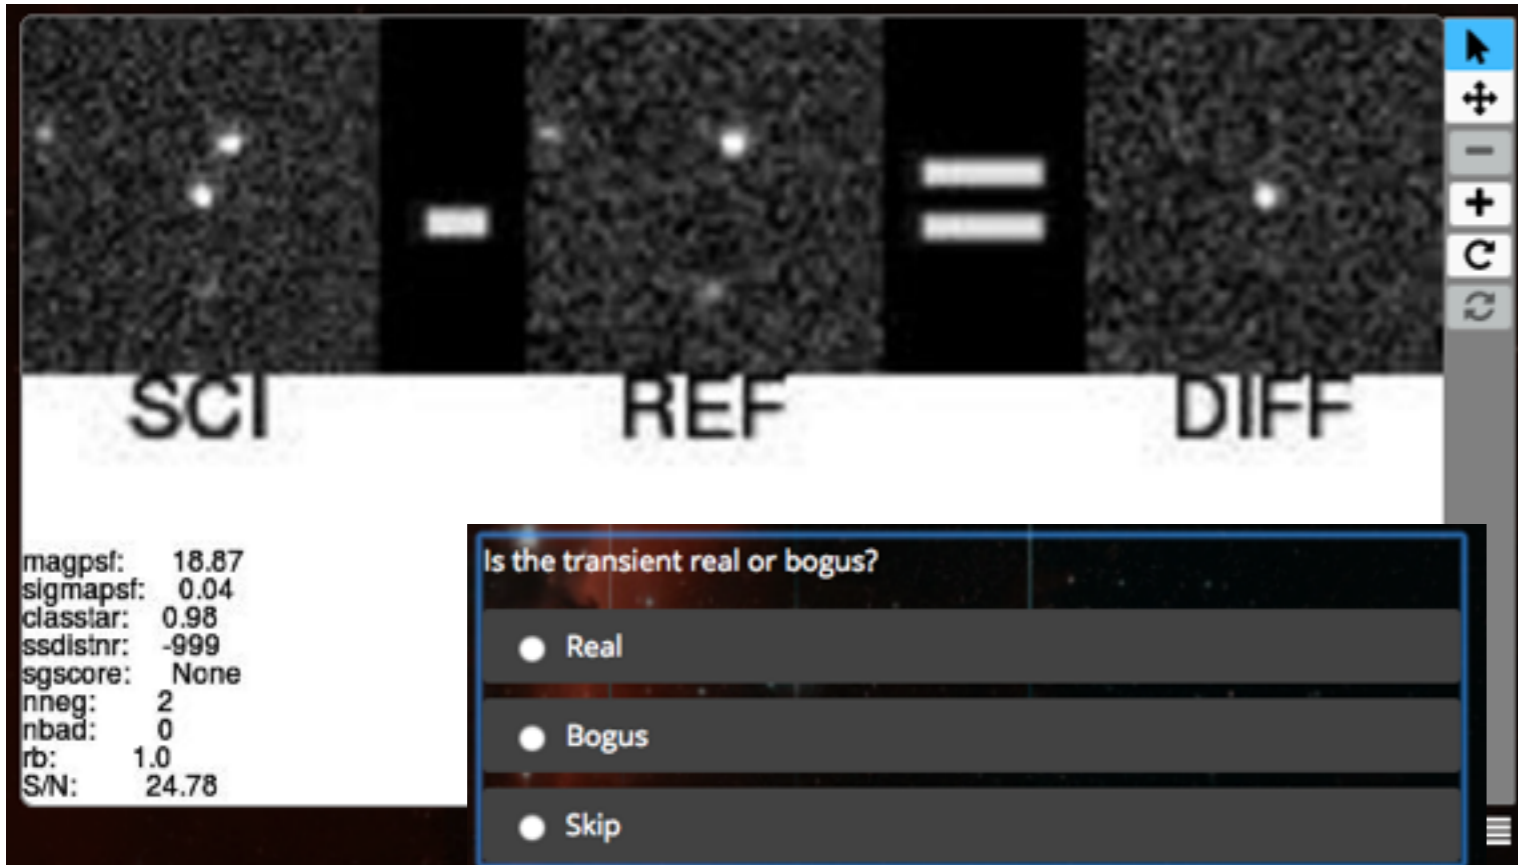 SCI REF DIFF
magpsf: 18.87
sigmapsf: 0.04
classtar: 0.98
ssdistnr: -999
sgscore: None
nneg: 2
nbad: 0
rb: 1.0
S/N: 24.78
Is the transient real or bogus?
Real
Bogus
Skip